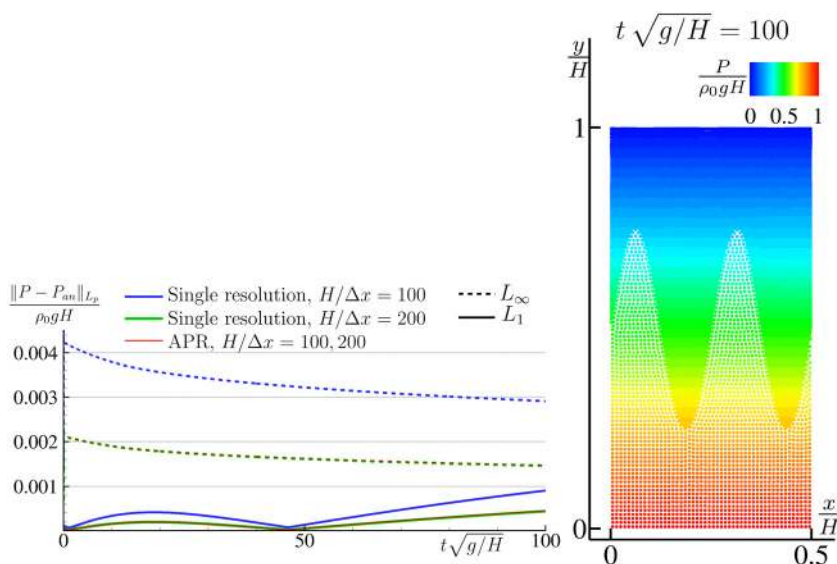 ‖P − P_an‖_{L_p}
ρ₀gH
Single resolution, H/Δx = 100
Single resolution, H/Δx = 200
APR, H/Δx = 100, 200
L_∞
L₁
0.004
0.003
0.002
0.001
0 50 100
t√(g/H)
t √(g/H) = 100
y
H
P
ρ₀gH
0 0.5 1
1
0
x
H
0 0.5